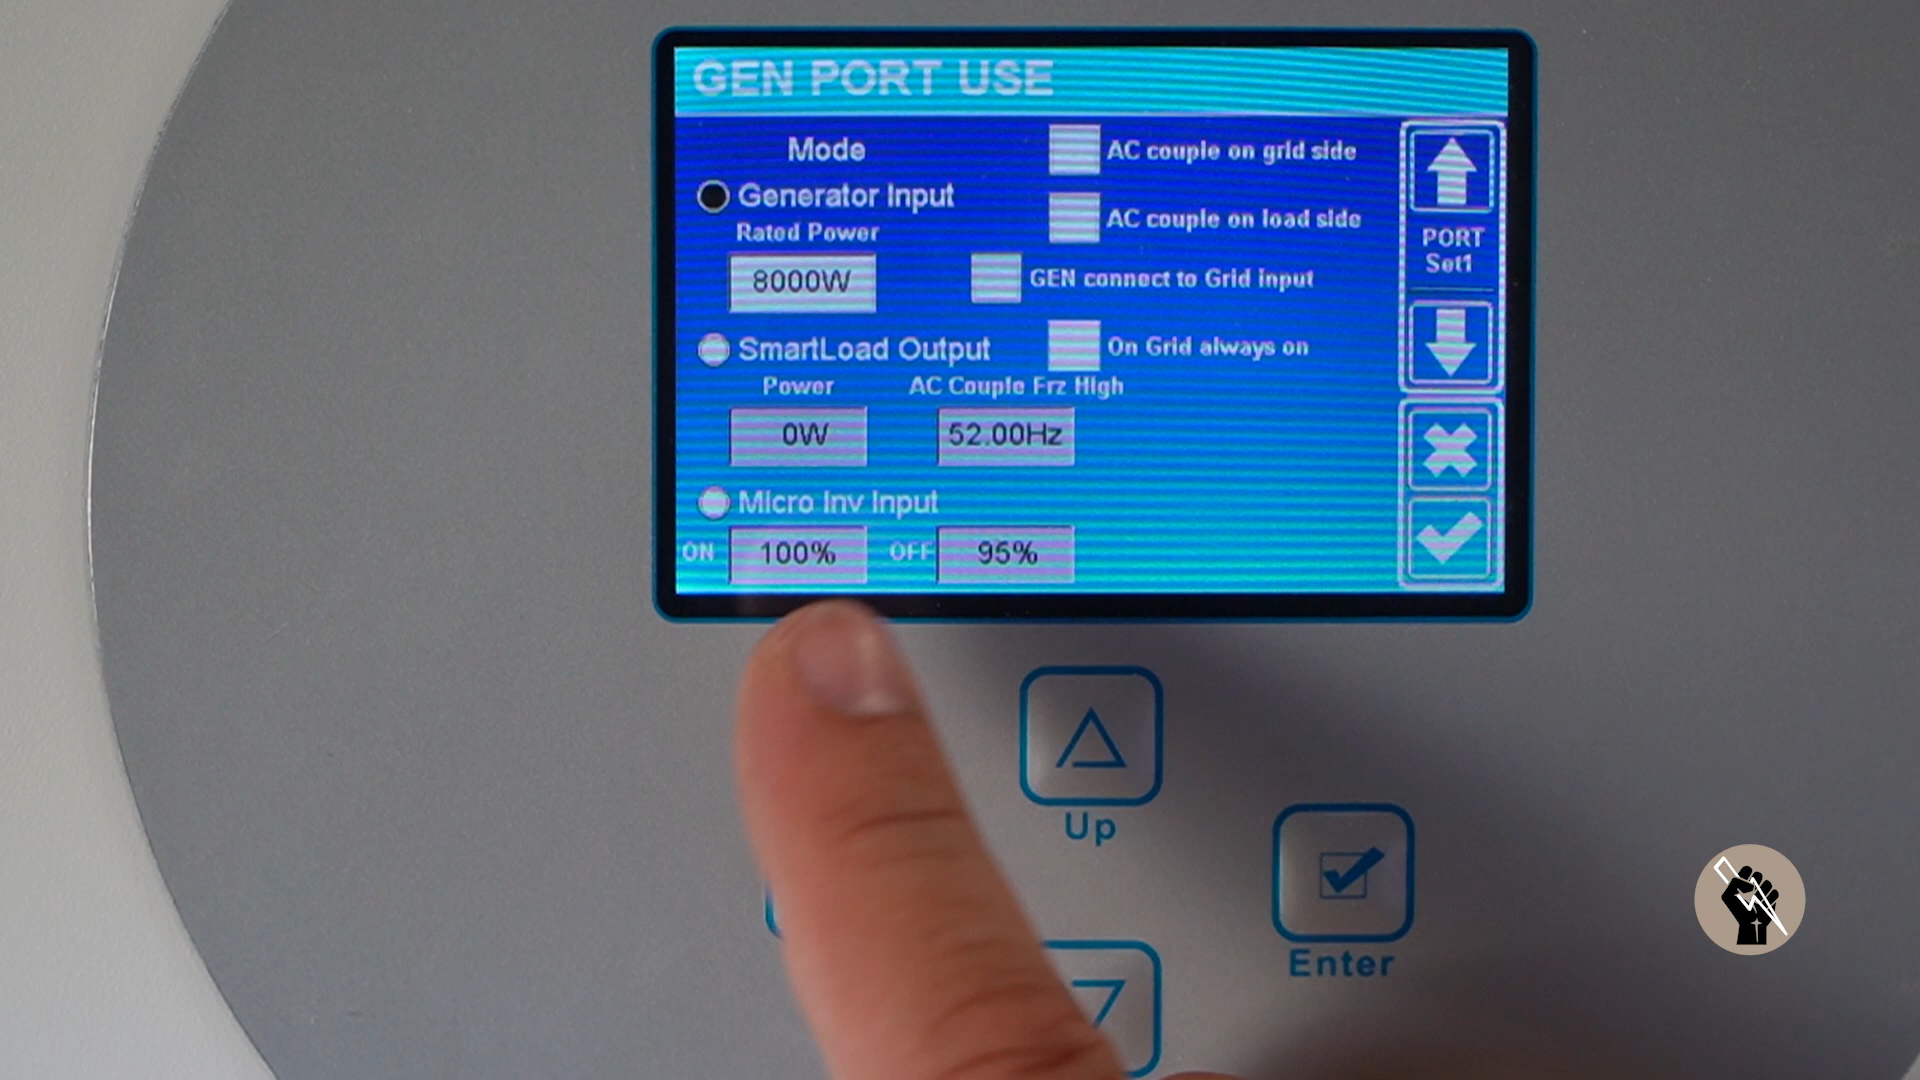 GEN PORT USE
Mode
AC couple on grid side
Generator Input
Rated Power
AC couple on load side
8000W
GEN connect to Grid input
PORT
Set1
SmartLoad Output
On Grid always on
Power
AC Couple Frz High
0W
52.00Hz
Micro Inv Input
ON
100%
OFF
95%
Up
Enter